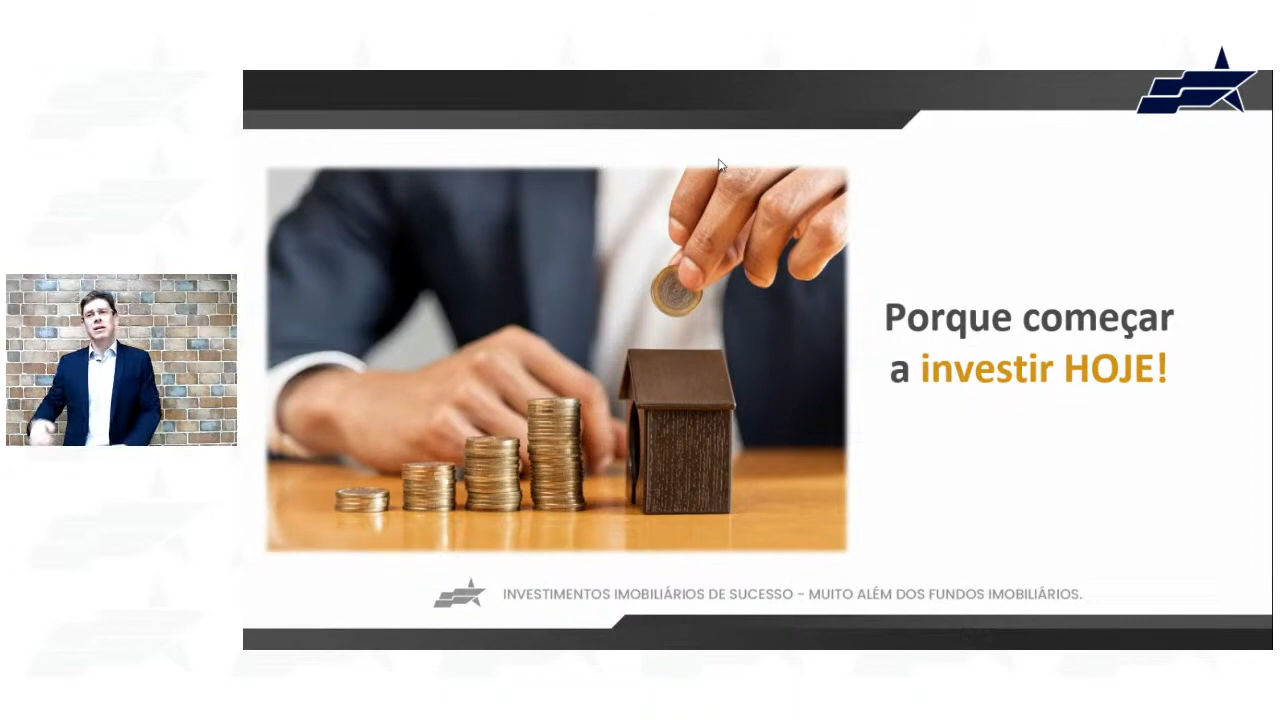 Porque começar
a investir HOJE!
INVESTIMENTOS IMOBILIÁRIOS DE SUCESSO - MUITO ALÉM DOS FUNDOS IMOBILIÁRIOS.